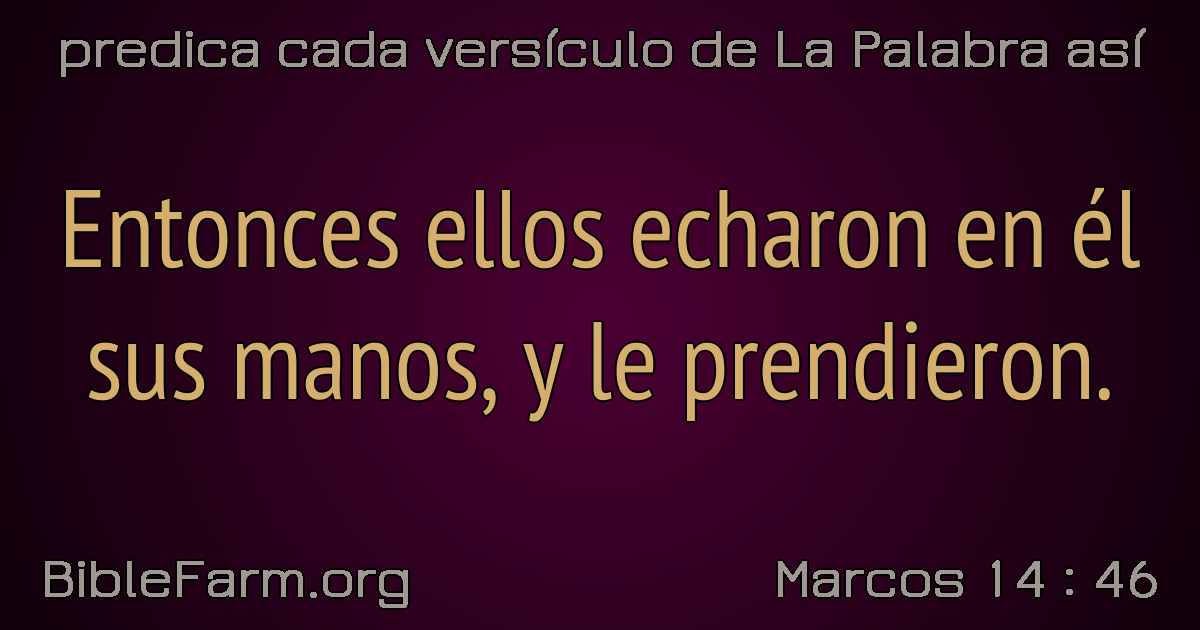 predica cada versículo de La Palabra así
Entonces ellos echaron en él
sus manos, y le prendieron.
BibleFarm.org
Marcos 14 : 46